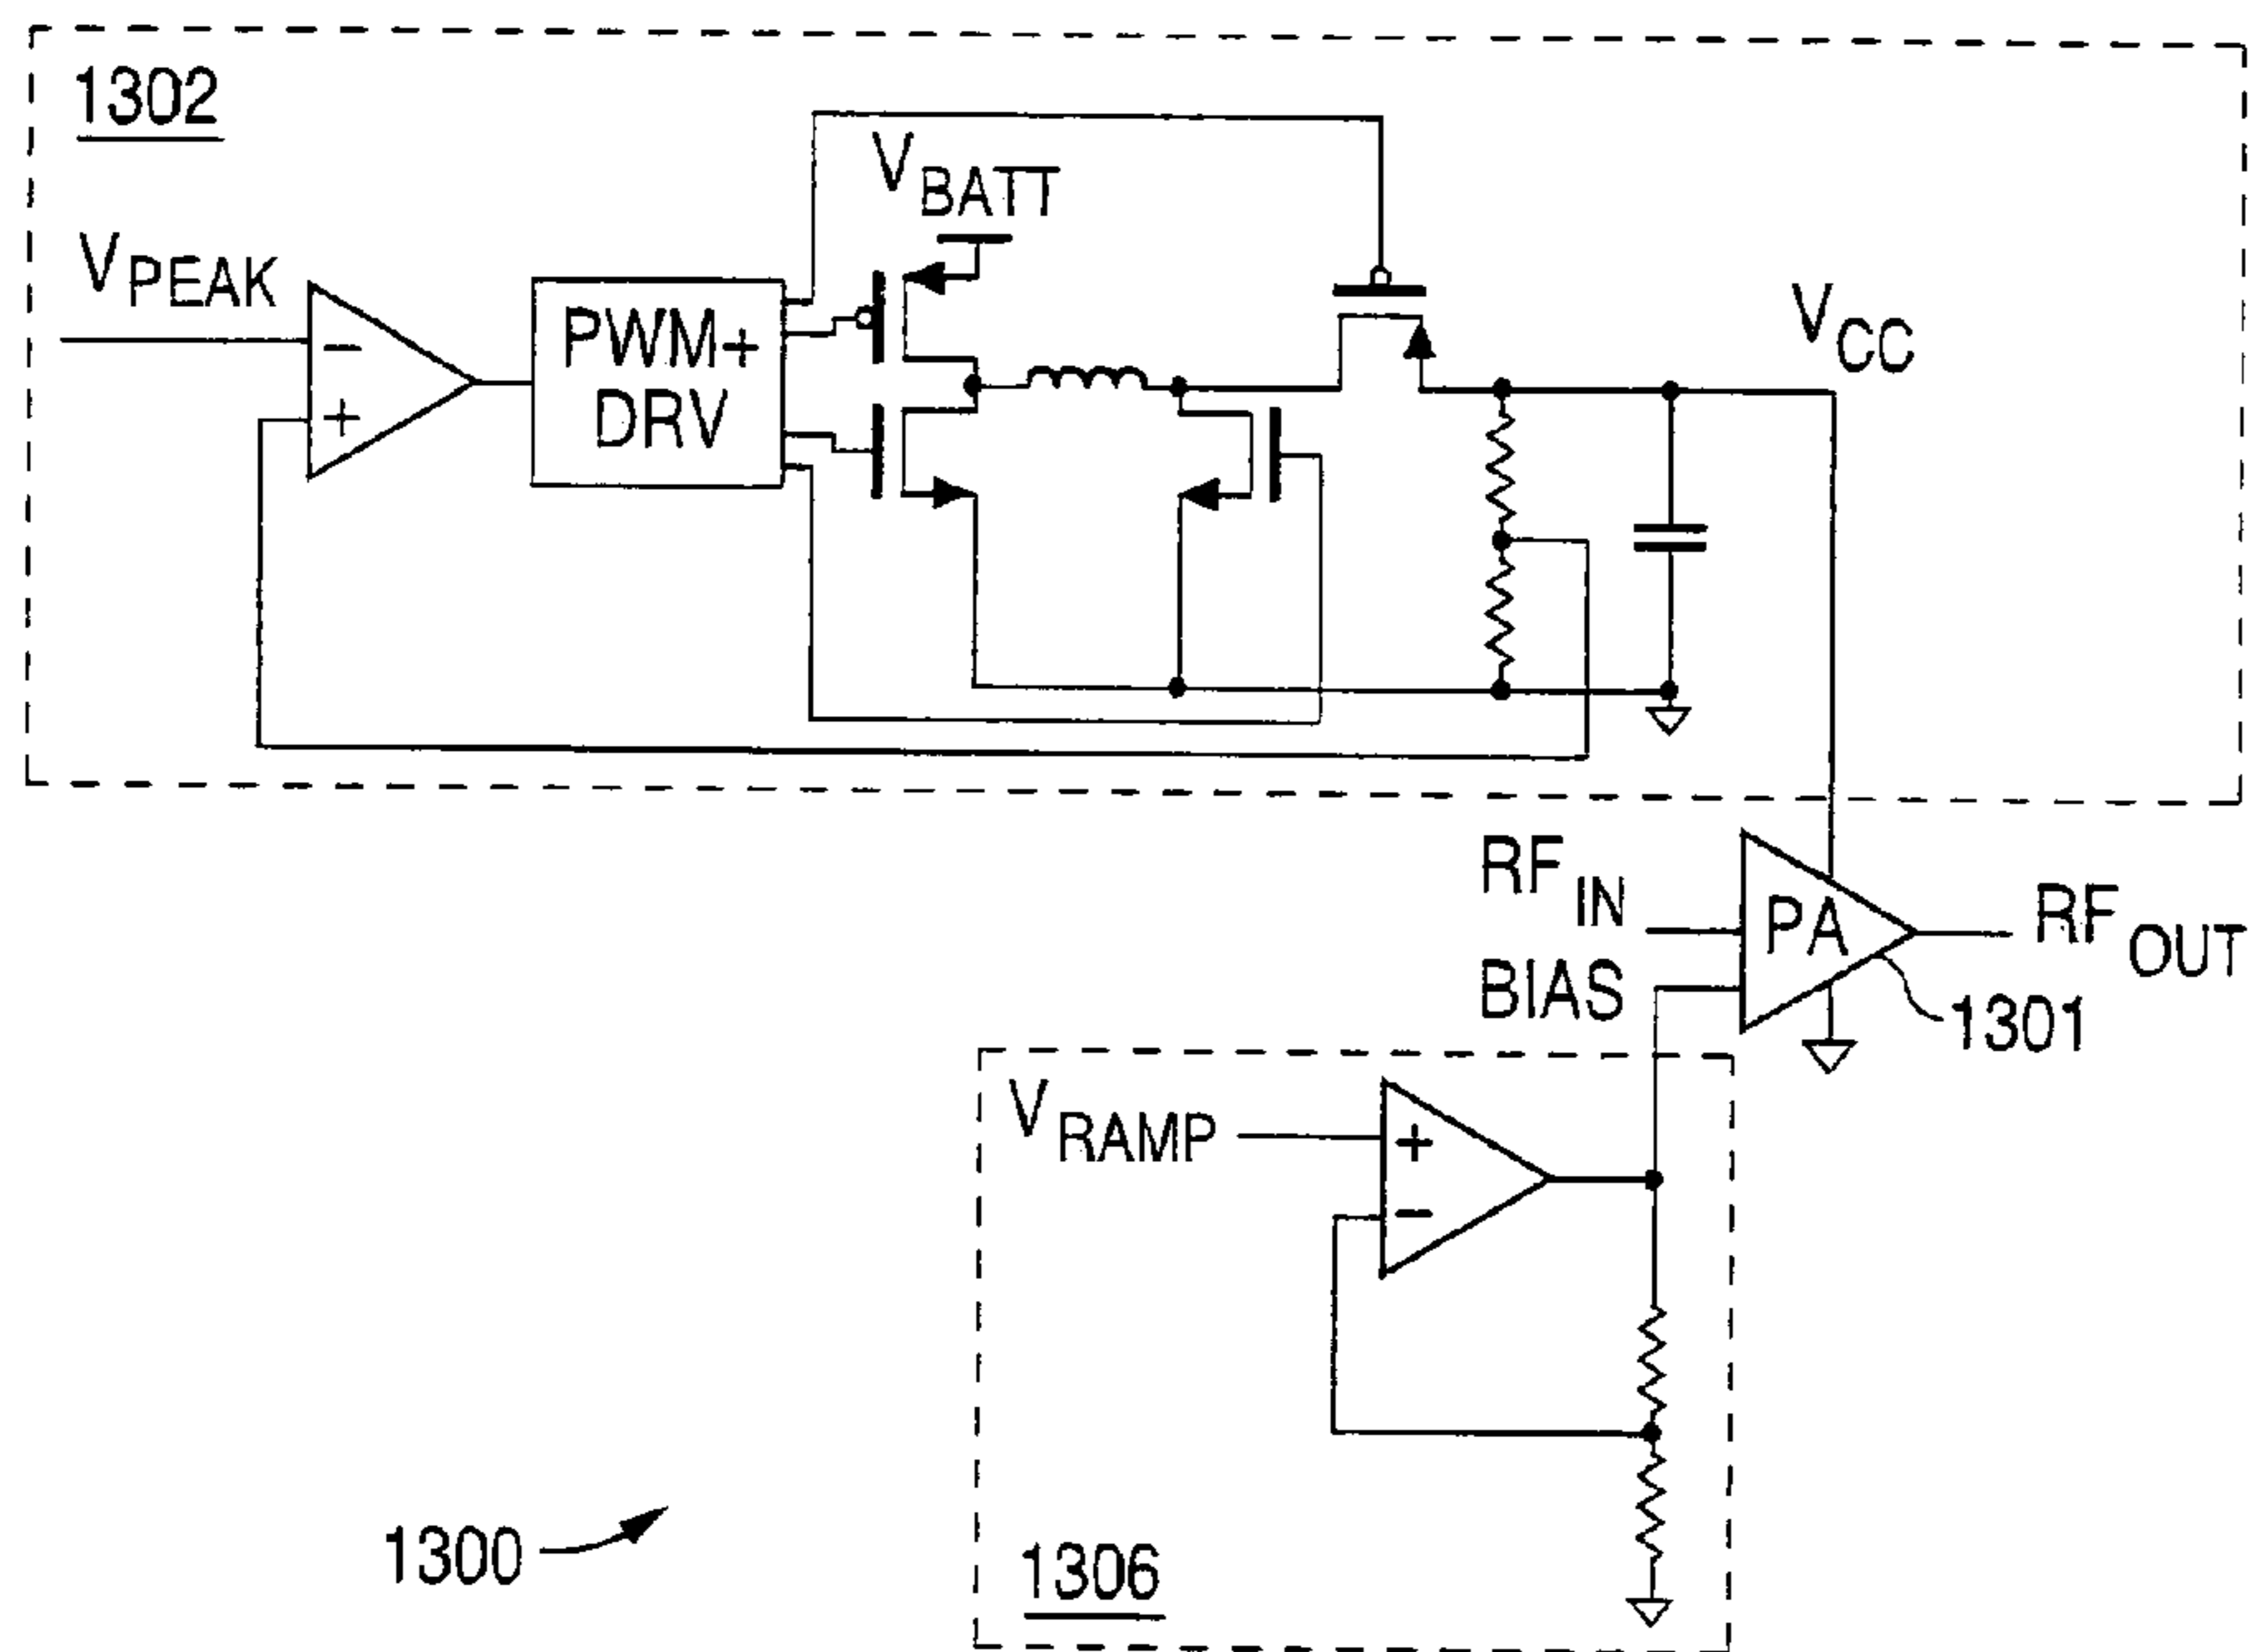 1302
VBATT
VPEAK
−
+
PWM+
DRV
VCC
RFIN
BIAS
PA
RFOUT
1301
VRAMP
+
−
1300
1306